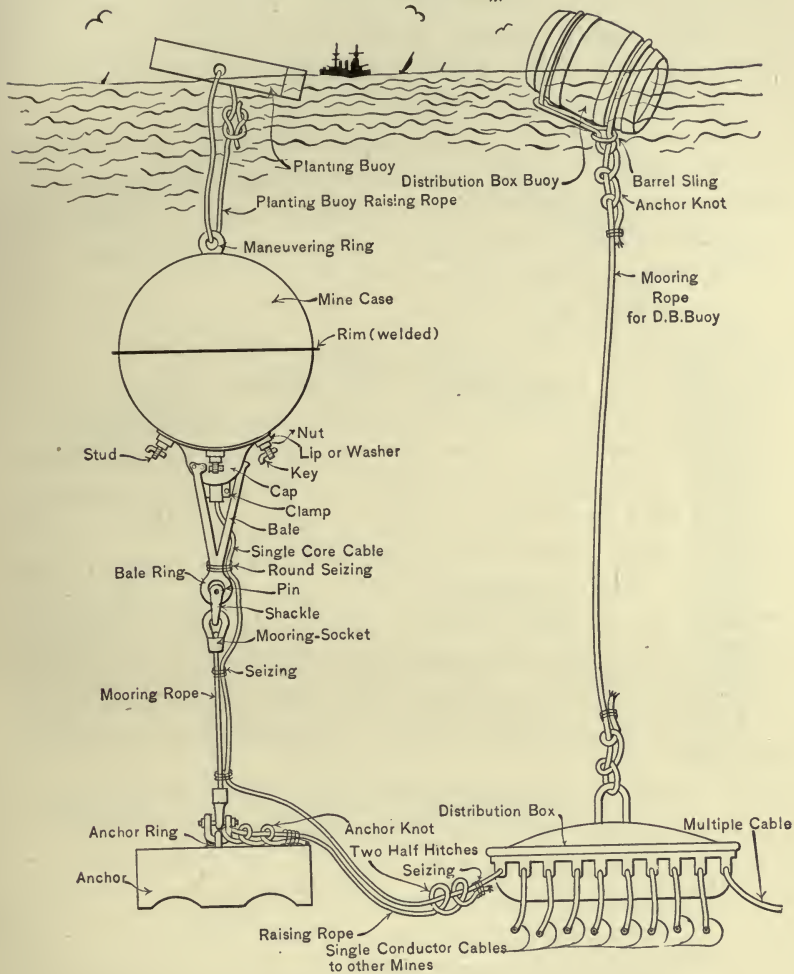 Planting Buoy
Distribution Box Buoy
Barrel Sling
Planting Buoy Raising Rope
Anchor Knot
Maneuvering Ring
Mine Case
Mooring
Rope
for D.B.Buoy
Rim (welded)
Nut
Stud
Lip or Washer
Key
Cap
Clamp
Bale
Single Core Cable
Bale Ring
Round Seizing
Pin
Shackle
Mooring-Socket
Seizing
Mooring Rope
Distribution Box
Multiple Cable
Anchor Ring
Anchor Knot
Two Half Hitches
Seizing
Anchor
Raising Rope
Single Conductor Cables
to other Mines